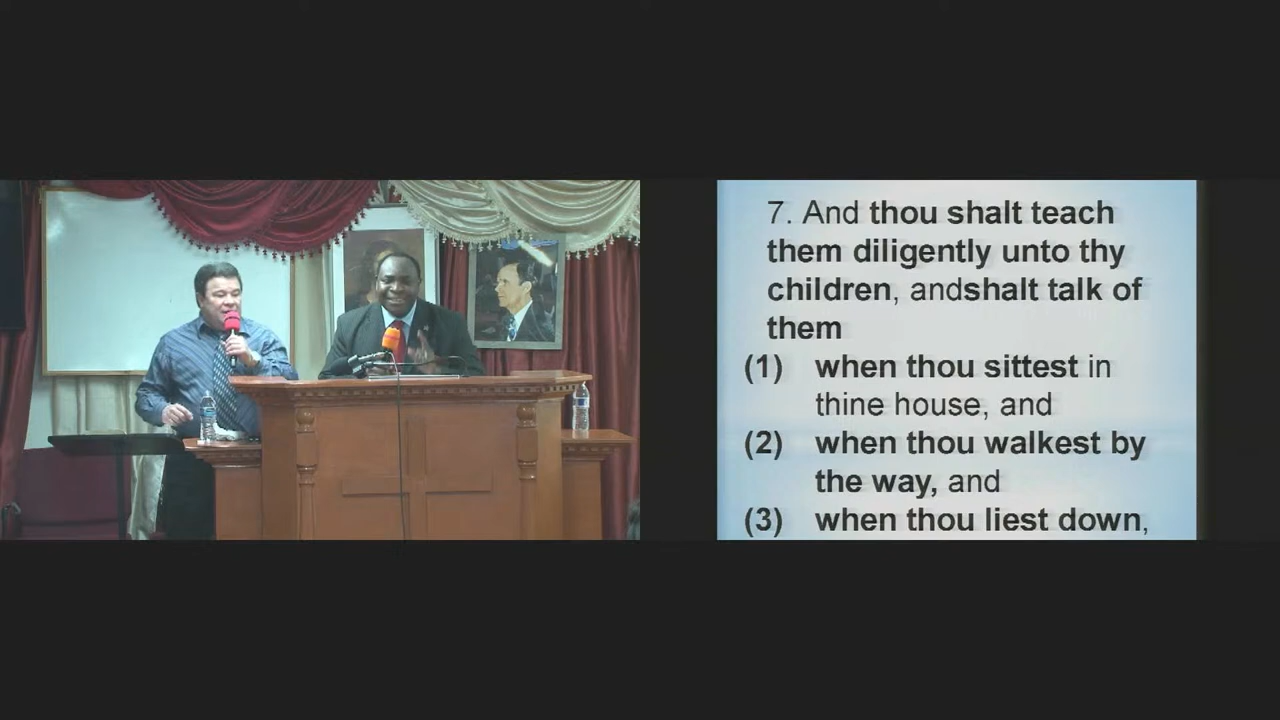 7. And thou shalt teach
them diligently unto thy
children, andshalt talk of
them
(1) when thou sittest in
thine house, and
(2) when thou walkest by
the way, and
(3) when thou liest down,